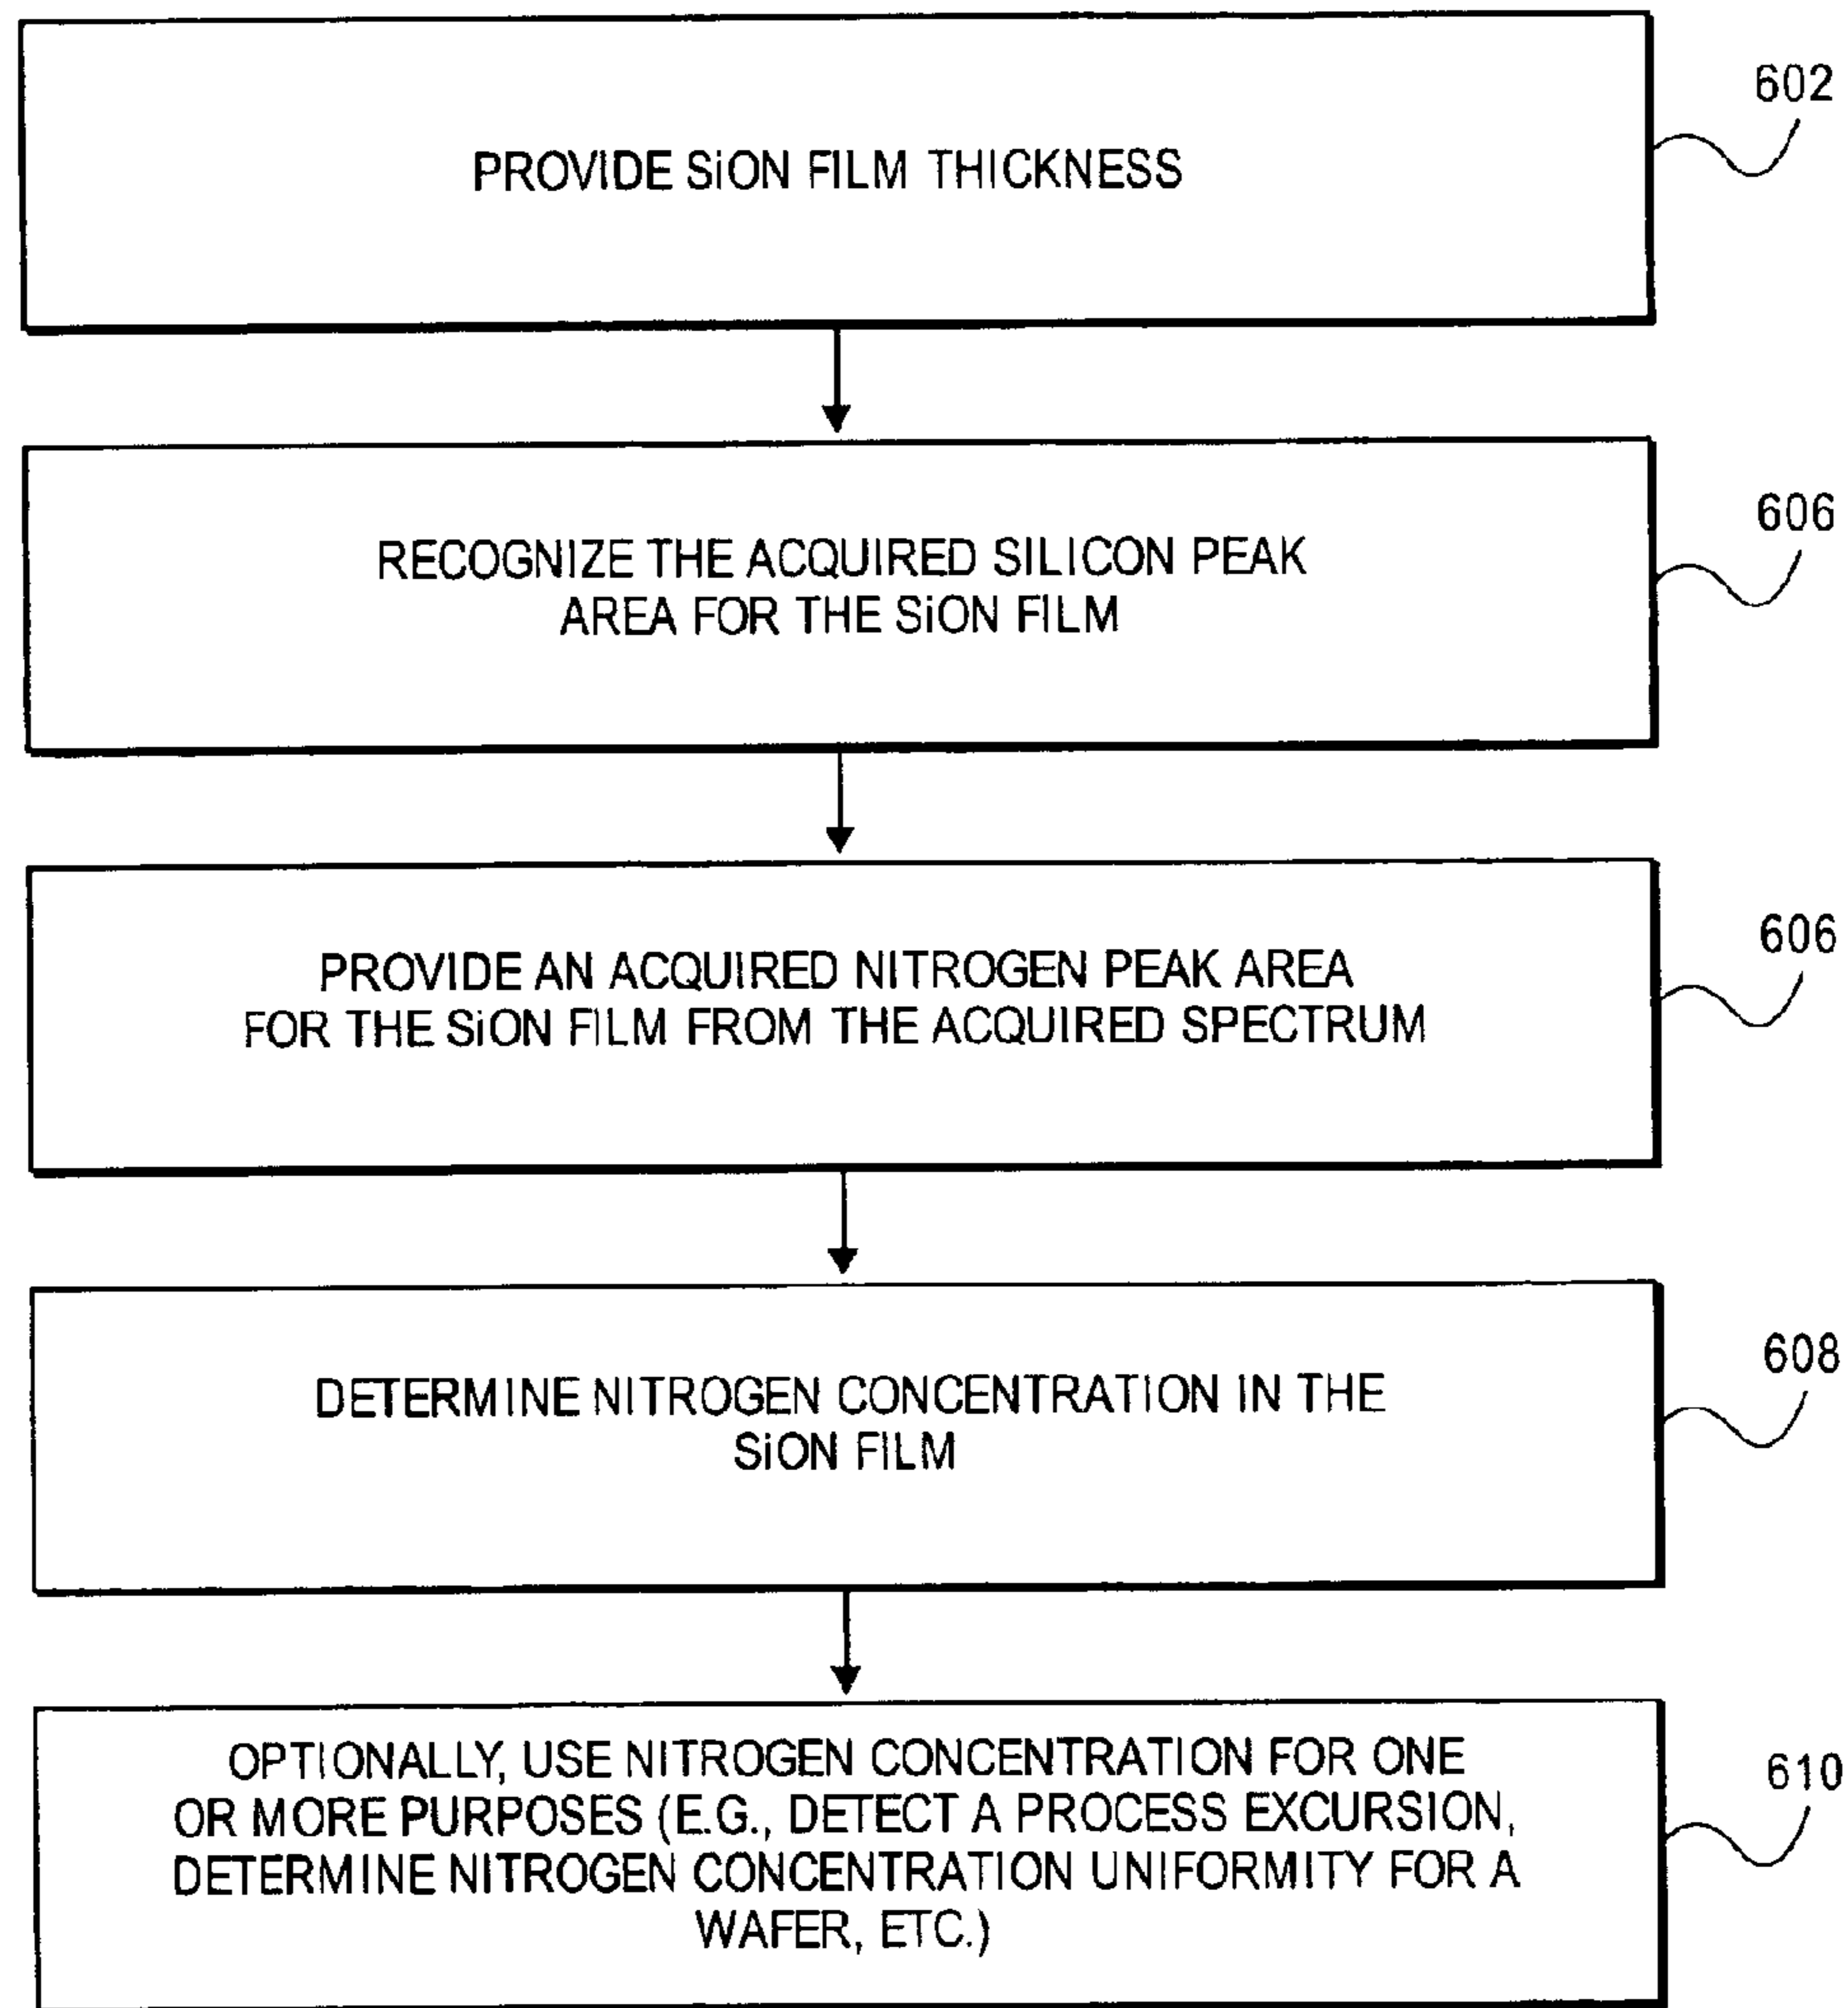 602
PROVIDE SiON FILM THICKNESS
606
RECOGNIZE THE ACQUIRED SILICON PEAK
AREA FOR THE SiON FILM
606
PROVIDE AN ACQUIRED NITROGEN PEAK AREA
FOR THE SiON FILM FROM THE ACQUIRED SPECTRUM
608
DETERMINE NITROGEN CONCENTRATION IN THE
SiON FILM
610
OPTIONALLY, USE NITROGEN CONCENTRATION FOR ONE
OR MORE PURPOSES (E.G., DETECT A PROCESS EXCURSION,
DETERMINE NITROGEN CONCENTRATION UNIFORMITY FOR A
WAFER, ETC.)